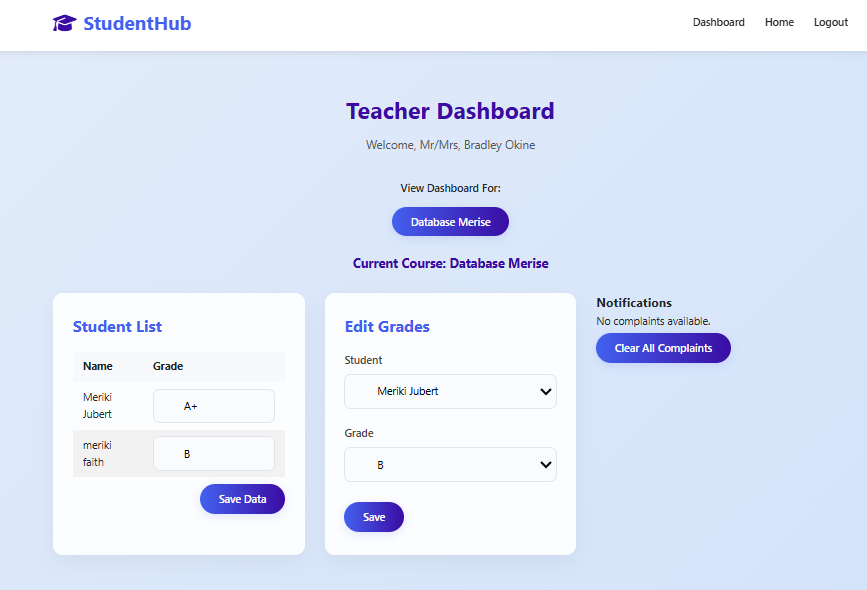 StudentHub
Dashboard Home Logout
Teacher Dashboard
Welcome, Mr/Mrs, Bradley Okine
View Dashboard For:
Database Merise
Current Course: Database Merise
Student List
Name Grade
Meriki
Jubert
A+
meriki
faith
B
Save Data
Edit Grades
Student
Meriki Jubert
Grade
B
Save
Notifications
No complaints available.
Clear All Complaints